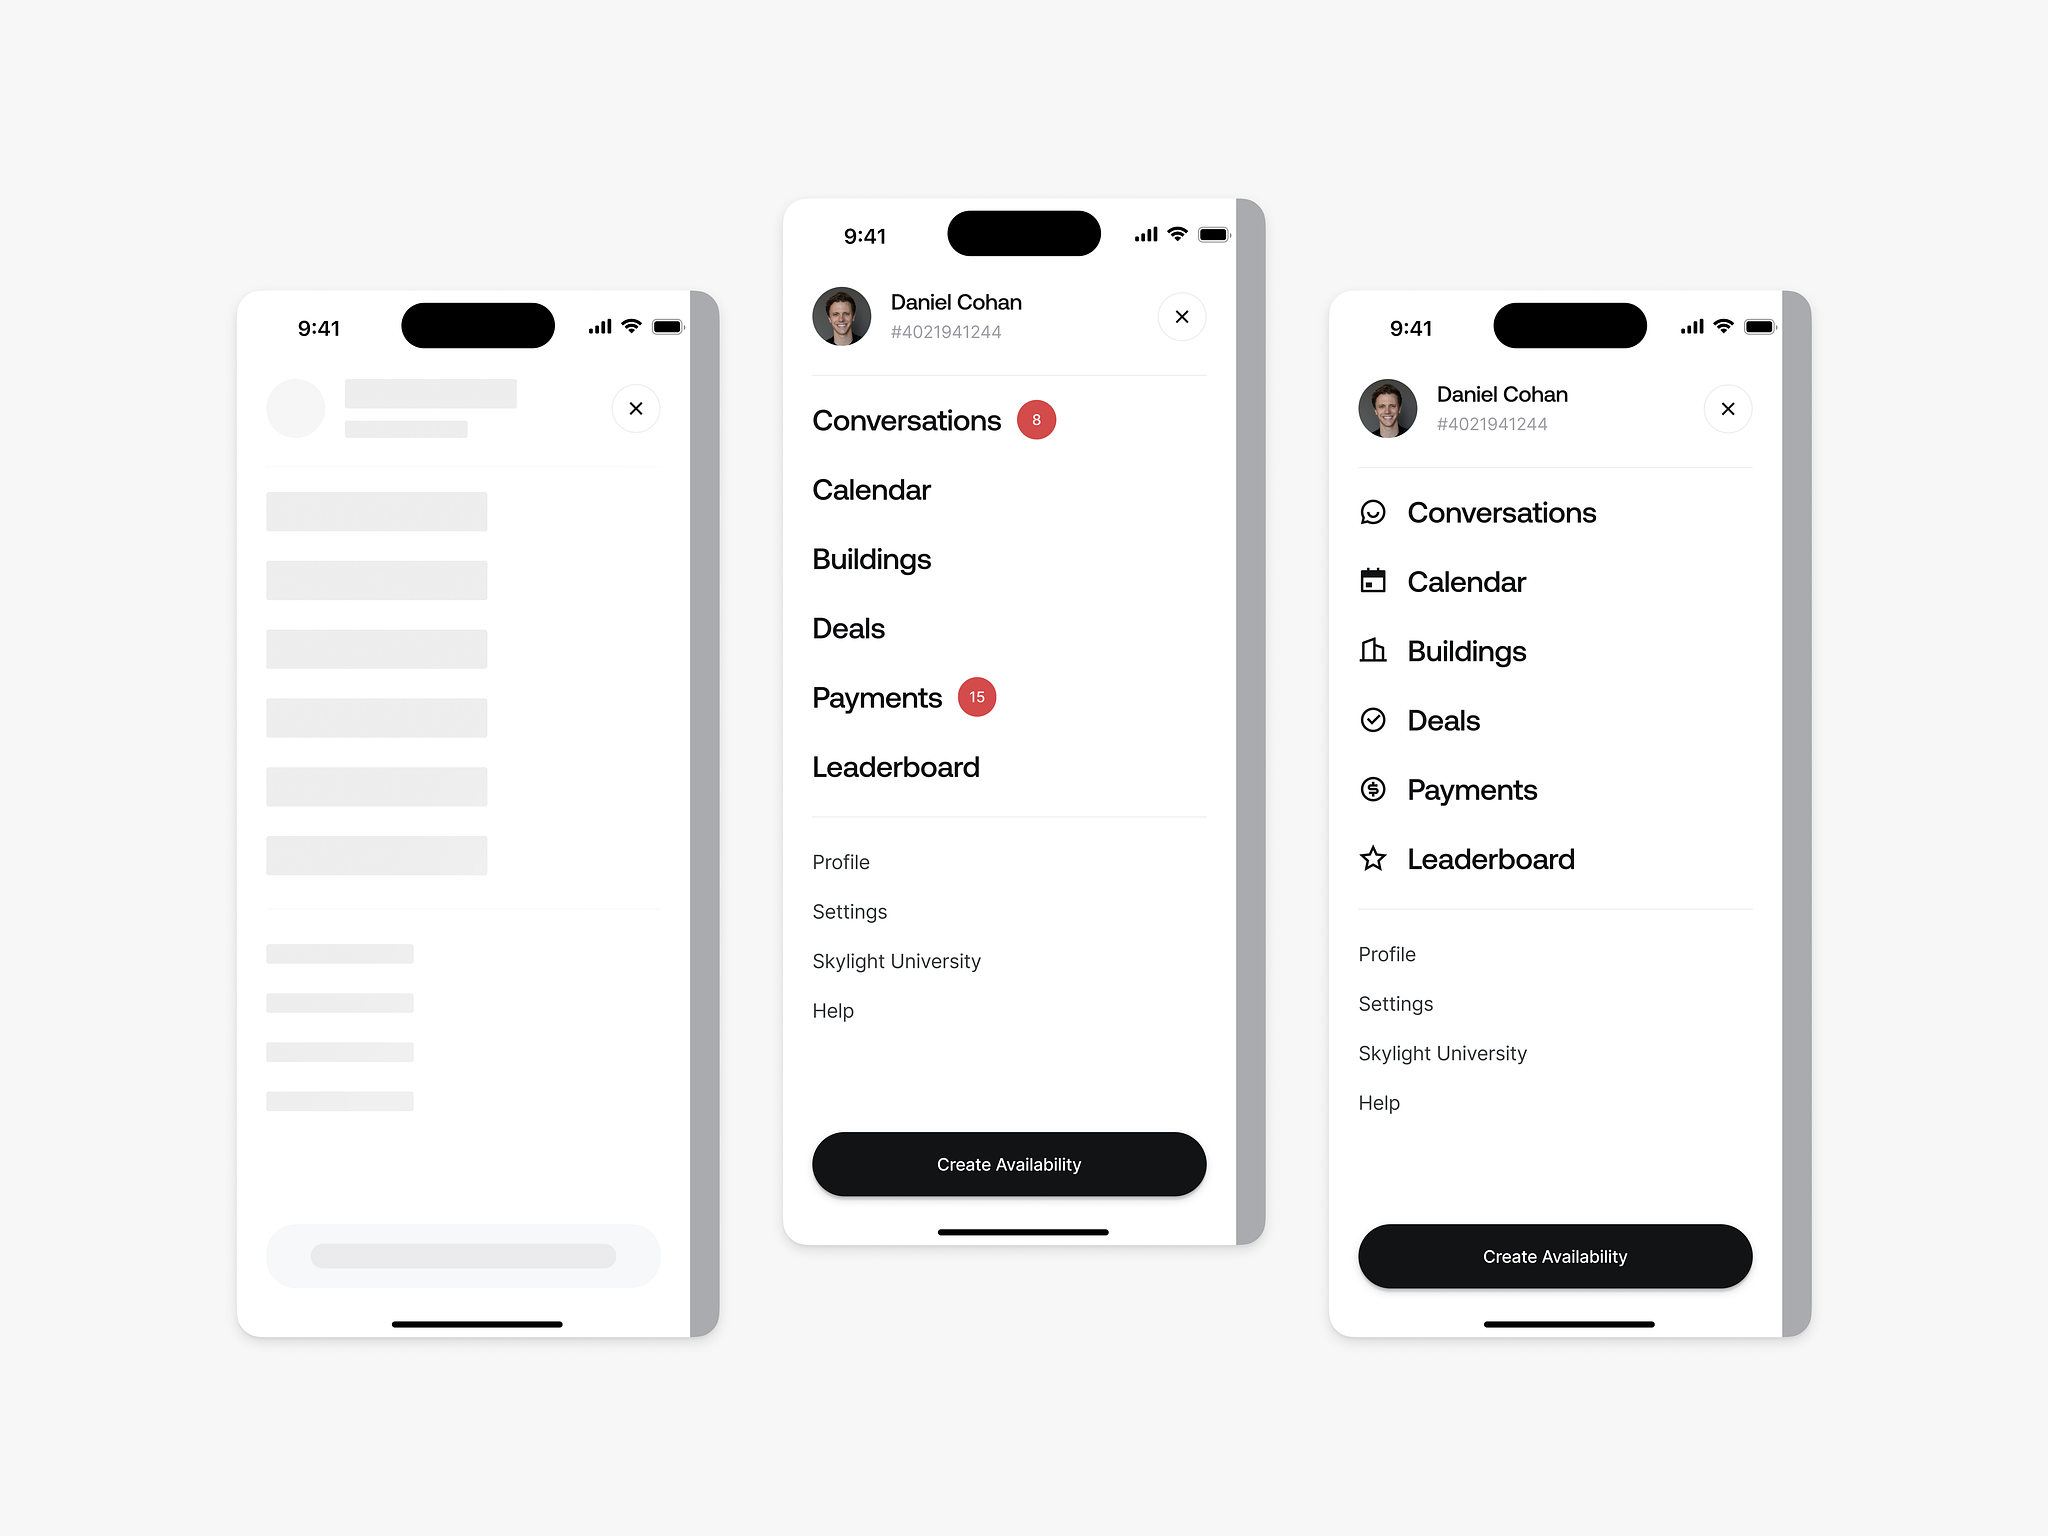 9:41
9:41
Daniel Cohan
#4021941244
Conversations 8
Calendar
Buildings
Deals
Payments 15
Leaderboard
Profile
Settings
Skylight University
Help
Create Availability
9:41
Daniel Cohan
#4021941244
Conversations
Calendar
Buildings
Deals
Payments
Leaderboard
Profile
Settings
Skylight University
Help
Create Availability